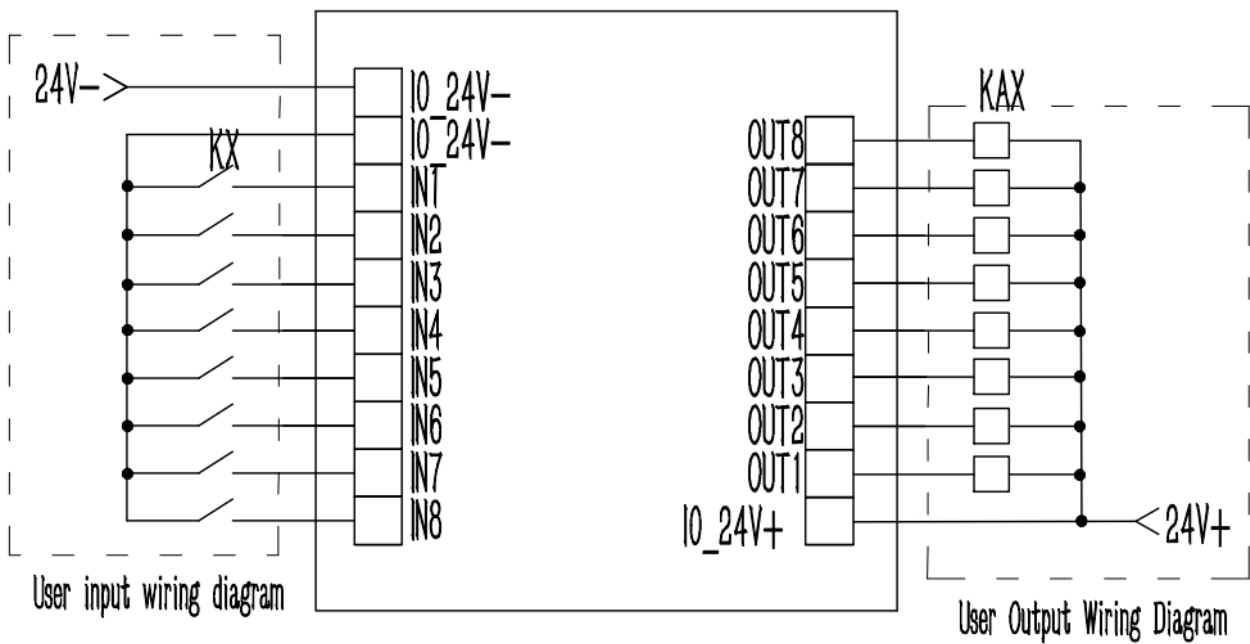 24V-
KX
User input wiring diagram
IO_24V-
IO_24V-
IN1
IN2
IN3
IN4
IN5
IN6
IN7
IN8
OUT8
OUT7
OUT6
OUT5
OUT4
OUT3
OUT2
OUT1
IO_24V+
KAX
24V+
User Output Wiring Diagram